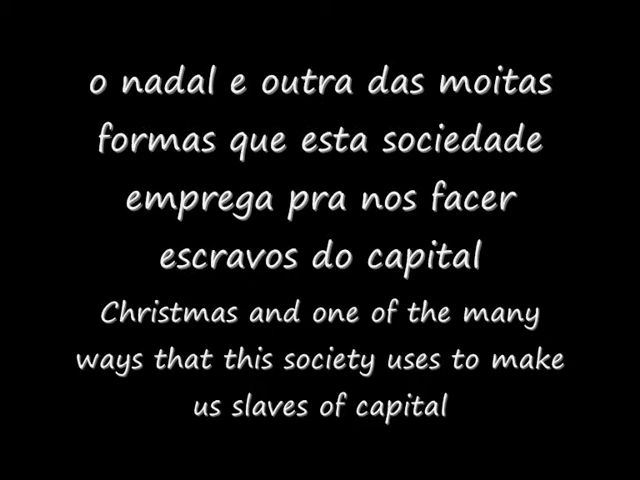 o nadal e outra das moitas
formas que esta sociedade
emprega pra nos facer
escravos do capital
Christmas and one of the many
ways that this society uses to make
us slaves of capital